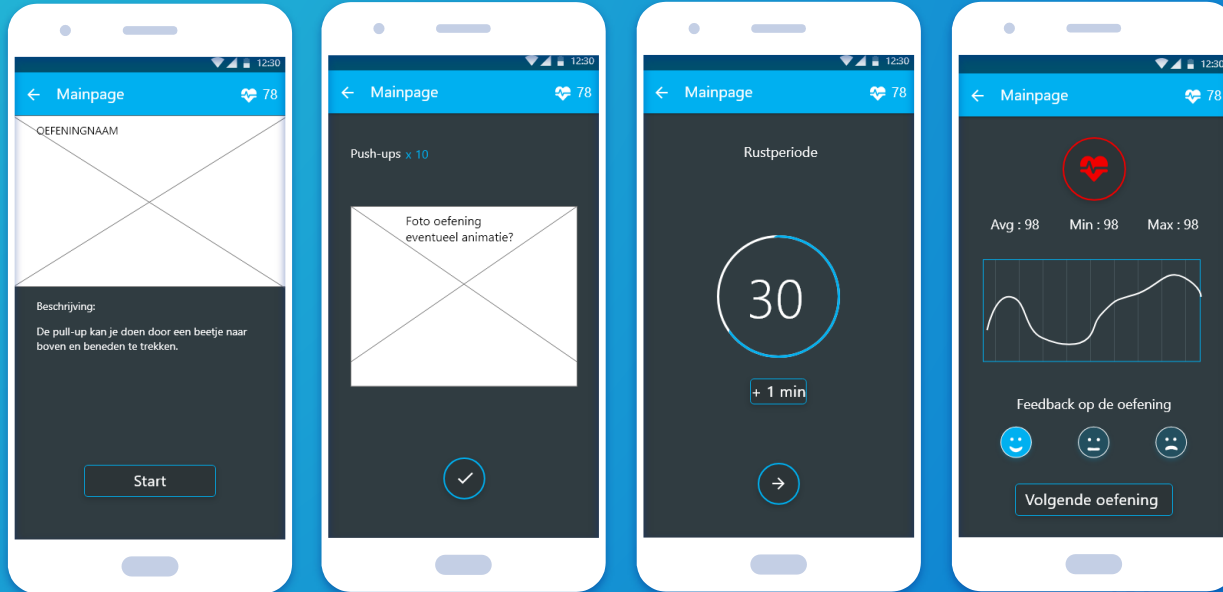 12:30
Mainpage 78
OEFENINGNAAM
Beschrijving:
De pull-up kan je doen door een beetje naar
boven en beneden te trekken.
Start
12:30
Mainpage 78
Push-ups x 10
Foto oefening
eventueel animatie?
12:30
Mainpage 78
Rustperiode
30
+ 1 min
12:30
Mainpage 78
Avg : 98 Min : 98 Max : 98
Feedback op de oefening
Volgende oefening